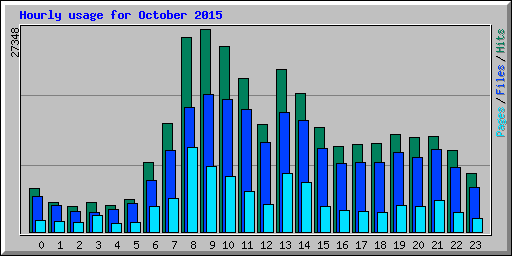 Hourly usage for October 2015
27348
Pages/Files/Hits
0 1 2 3 4 5 6 7 8 9 10 11 12 13 14 15 16 17 18 19 20 21 22 23